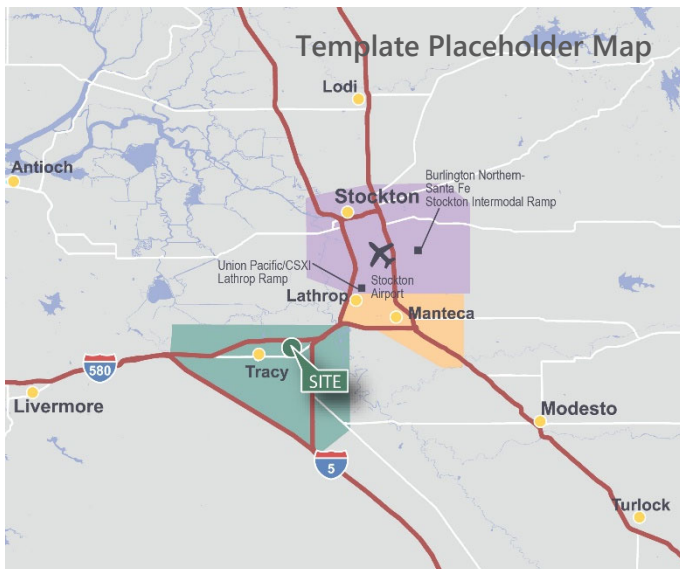 Template Placeholder Map
Lodi
Antioch
Burlington Northern-
Santa Fe
Stockton Intermodal Ramp
Stockton
Union Pacific/CSXI
Lathrop Ramp
Stockton
Airport
Lathrop
Manteca
580
Tracy
SITE
Livermore
Modesto
5
Turlock